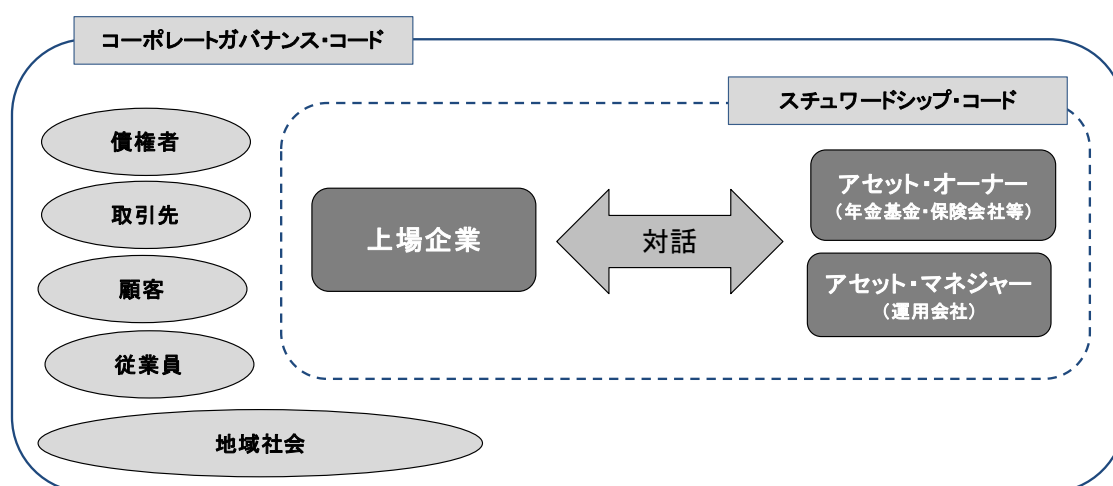 コーポレートガバナンス・コード
スチュワードシップ・コード
債権者
取引先
顧客
従業員
地域社会
上場企業
対話
アセット・オーナー
（年金基金・保険会社等）
アセット・マネジャー
（運用会社）